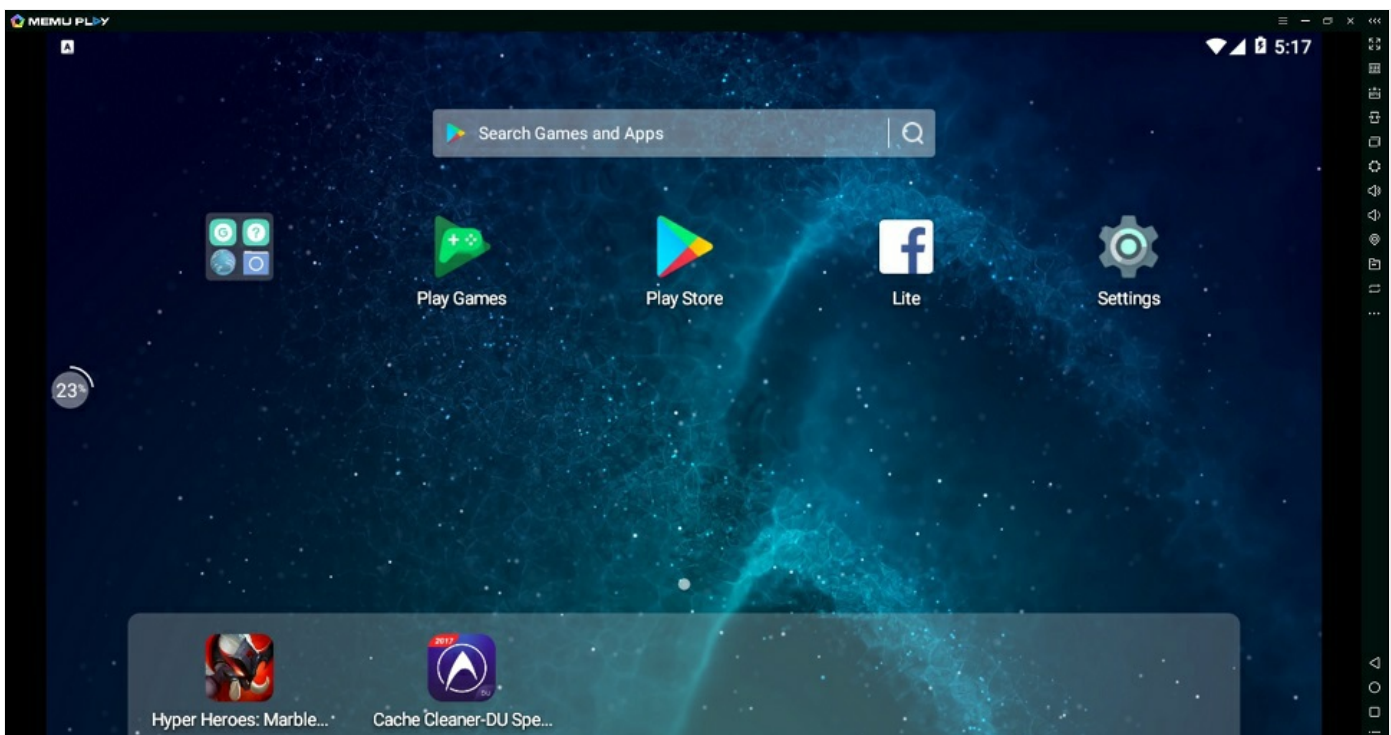 MEMU PLAY
A
5:17
Search Games and Apps
G ?
Play Games
Play Store
Lite
Settings
23%
2017
DU
Hyper Heroes: Marble...
Cache Cleaner-DU Spe...